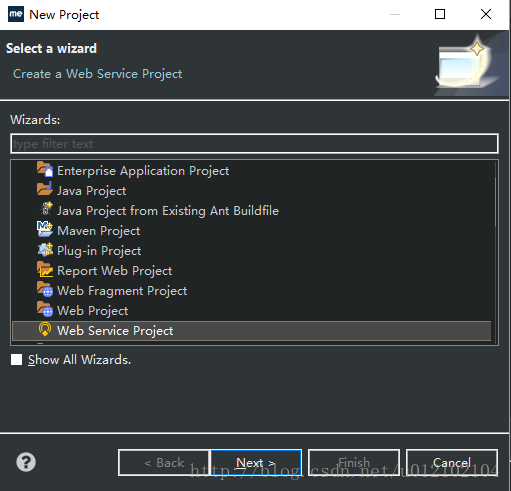 me New Project
Select a wizard
Create a Web Service Project
Wizards:
type filter text
Enterprise Application Project
Java Project
Java Project from Existing Ant Buildfile
Maven Project
Plug-in Project
Report Web Project
Web Fragment Project
Web Project
Web Service Project
Show All Wizards.
?
< Back
Next >
Finish
Cancel
http://blog.csdn.net/u012102104